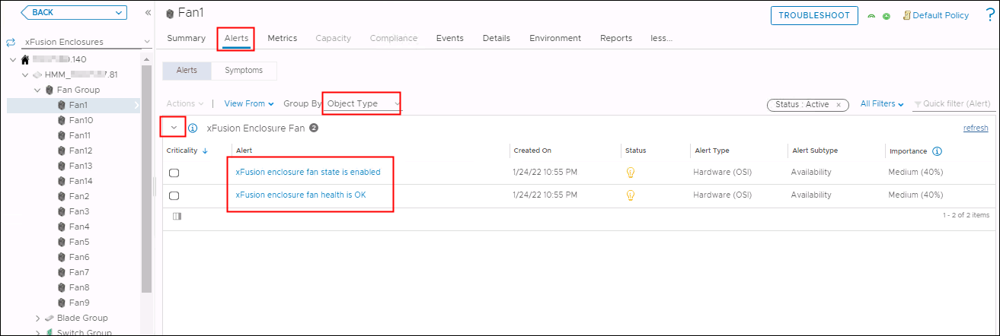 BACK
«
Fan1
TROUBLESHOOT
Default Policy
?
xFusion Enclosures
Summary Alerts Metrics Capacity Compliance Events Details Environment Reports less...
.140
HMM_ 7.81
Fan Group
Fan1
Fan10
Fan11
Fan12
Fan13
Fan14
Fan2
Fan3
Fan4
Fan5
Fan6
Fan7
Fan8
Fan9
Blade Group
Switch Group
Alerts Symptoms
Actions | View From Group By Object Type Status : Active × All Filters Quick filter (Alert)
xFusion Enclosure Fan 2 refresh
Criticality Alert Created On Status Alert Type Alert Subtype Importance
xFusion enclosure fan state is enabled 1/24/22 10:55 PM Hardware (OSI) Availability Medium (40%)
xFusion enclosure fan health is OK 1/24/22 10:55 PM Hardware (OSI) Availability Medium (40%)
1 - 2 of 2 items